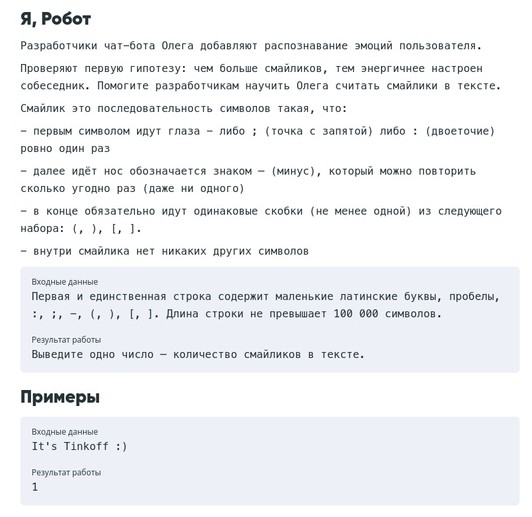 Я, Робот
Разработчики чат-бота Олега добавляют распознавание эмоций пользователя.
Проверяют первую гипотезу: чем больше смайликов, тем энергичнее настроен
собеседник. Помогите разработчикам научить Олега считать смайлики в тексте.
Смайлик это последовательность символов такая, что:
– первым символом идут глаза – либо ; (точка с запятой) либо : (двоеточие)
ровно один раз
– далее идёт нос обозначается знаком – (минус), который можно повторить
сколько угодно раз (даже ни одного)
– в конце обязательно идут одинаковые скобки (не менее одной) из следующего
набора: (, ), [, ].
– внутри смайлика нет никаких других символов
Входные данные
Первая и единственная строка содержит маленькие латинские буквы, пробелы,
:, ;, –, (, ), [, ]. Длина строки не превышает 100 000 символов.
Результат работы
Выведите одно число – количество смайликов в тексте.
Примеры
Входные данные
It's Tinkoff :)
Результат работы
1